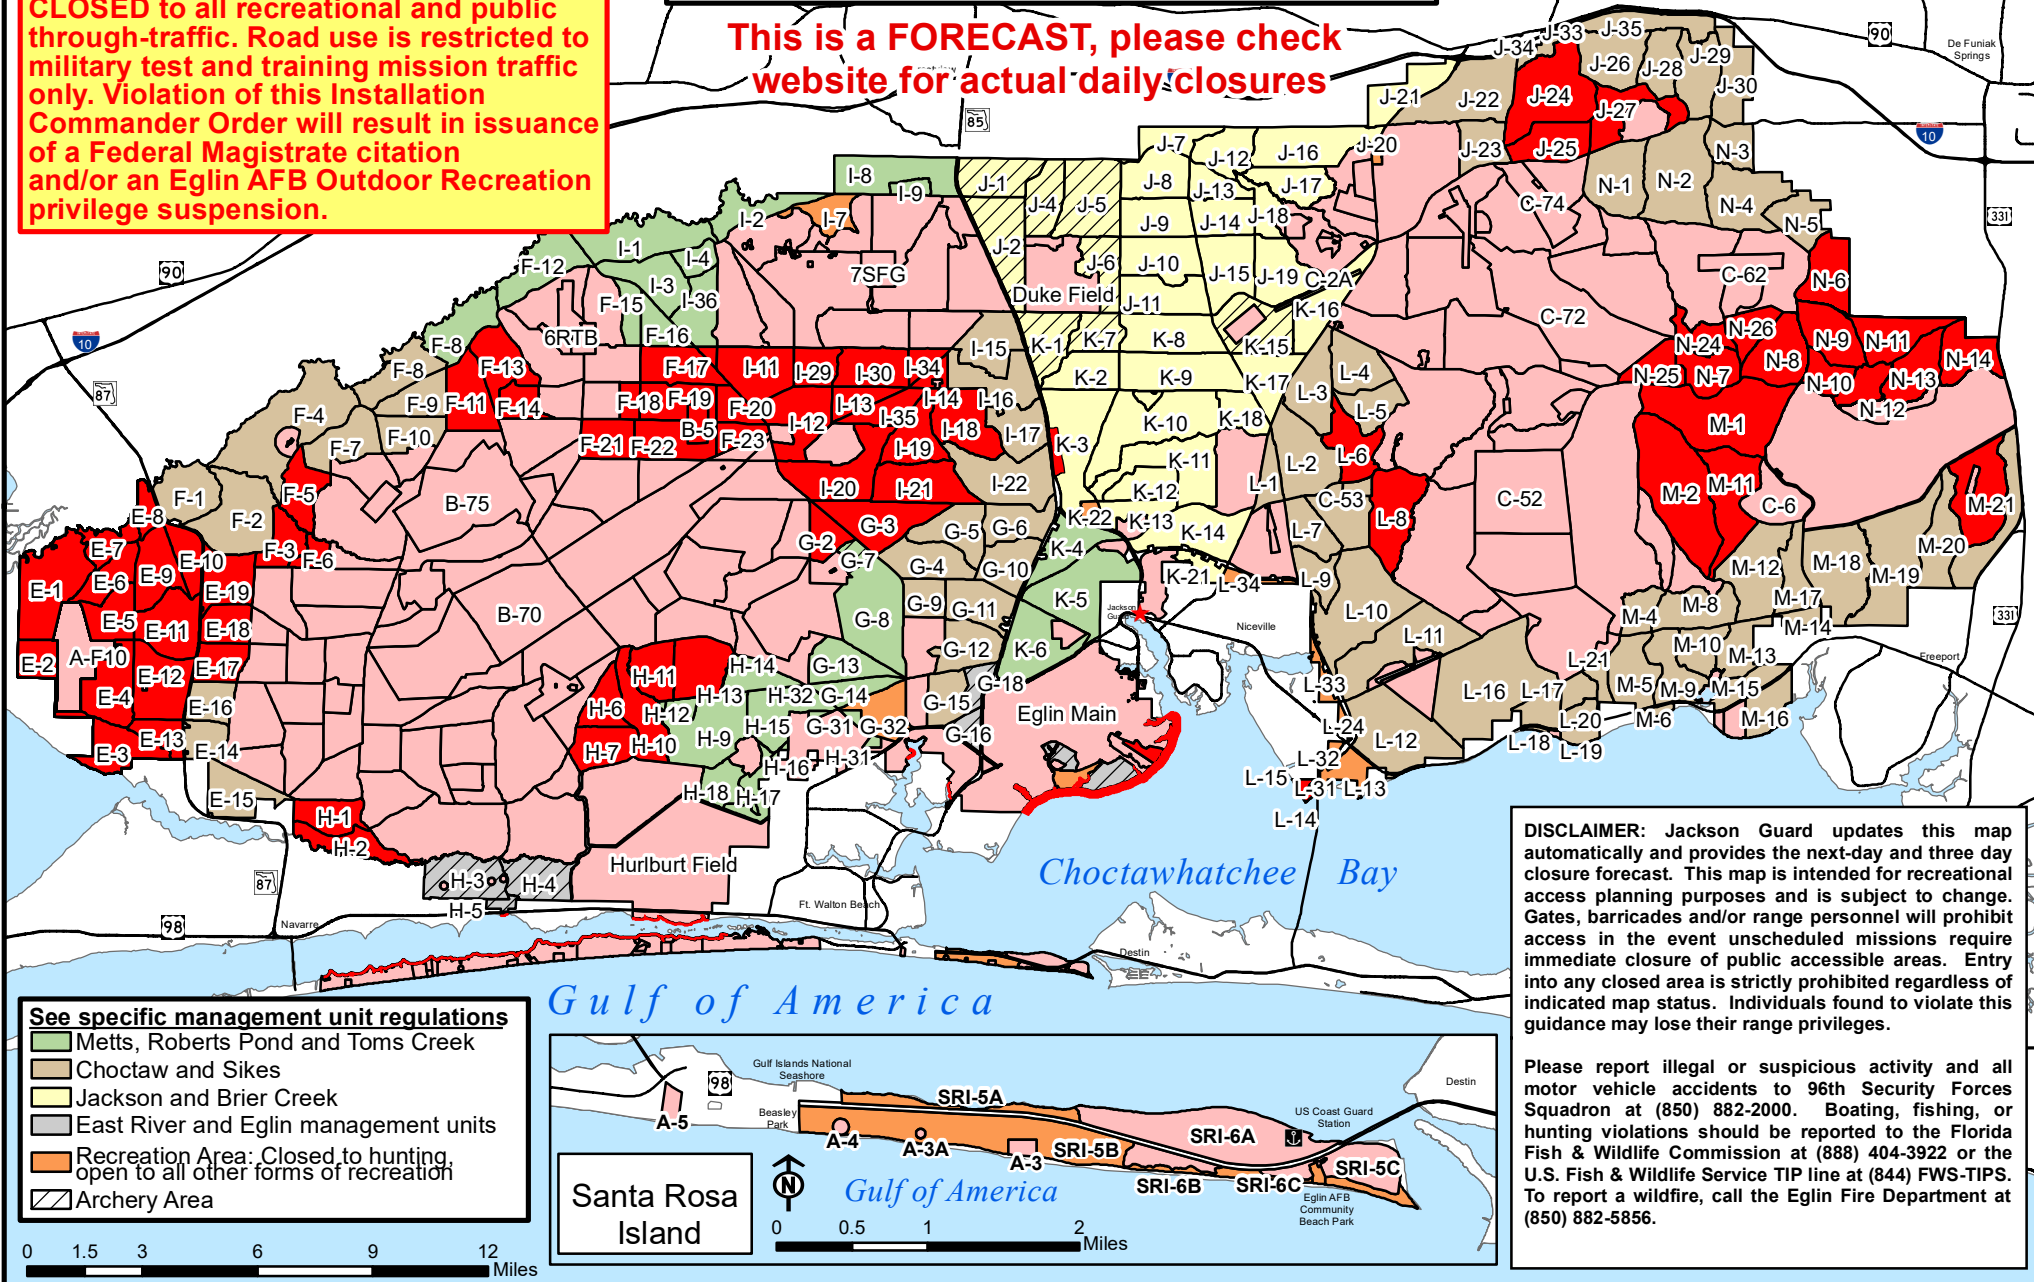 CLOSED to all recreational and public
through-traffic. Road use is restricted to
military test and training mission traffic
only. Violation of this Installation
Commander Order will result in issuance
of a Federal Magistrate citation
and/or an Eglin AFB Outdoor Recreation
privilege suspension.
This is a FORECAST, please check
website for actual daily closures
90
De Funiak
Springs
85
10
331
J-33
J-35
J-34
J-26
J-28
J-29
J-30
J-21
J-22
J-24
J-27
J-7
J-12
J-16
J-20
J-23
J-25
N-3
I-8
I-9
J-1
J-4
J-5
J-8
J-13
J-17
C-74
N-1
N-2
N-4
N-5
I-2
I-7
J-9
J-14
J-18
I-1
I-4
J-2
J-6
J-10
J-15
J-19
C-2A
C-62
N-6
90
F-12
I-3
I-36
7SFG
Duke Field
J-11
K-16
C-72
F-15
F-16
6RTB
10
F-8
F-13
F-17
I-11
I-29
I-30
I-34
I-15
K-1
K-7
K-8
K-15
N-26
N-24
N-8
N-9
N-11
N-14
87
F-8
F-9
F-11
F-14
F-18
F-19
F-20
I-12
I-13
I-14
I-35
I-16
K-2
K-9
K-17
L-3
L-4
L-5
N-25
N-7
N-10
N-13
N-12
F-4
F-7
F-10
F-21
F-22
B-5
F-23
I-19
I-18
I-17
K-3
K-10
K-18
L-6
M-1
F-1
F-5
F-2
B-75
I-20
I-21
I-22
K-11
K-12
L-1
L-2
C-53
C-52
M-2
M-11
C-6
M-21
E-8
E-7
F-3
F-6
G-2
G-3
G-5
G-6
K-22
K-13
K-14
K-4
L-7
L-8
M-20
E-1
E-6
E-9
E-10
E-19
G-7
G-4
G-10
K-21
L-34
L-9
M-12
M-18
M-19
E-5
E-11
E-18
B-70
G-8
G-9
G-11
K-5
Jackson
Niceville
L-10
M-4
M-8
M-17
M-14
331
E-2
A-F10
E-12
E-17
G-12
K-6
L-11
M-10
M-13
Freeport
E-4
E-16
H-11
H-14
G-13
G-18
L-33
L-16
L-17
L-21
M-5
M-9
M-15
H-6
H-12
H-13
H-32
G-14
G-15
Eglin Main
L-24
L-20
M-6
M-16
E-3
E-13
E-14
H-7
H-10
H-9
H-15
G-31
G-32
G-16
L-12
L-18
L-19
E-15
H-16
H-31
H-18
H-17
L-32
L-15
L-31
L-13
L-14
H-1
H-2
Hurlburt Field
H-3
H-4
H-5
87
98
Navarre
Ft. Walton Beach
Destin
Choctawhatchee Bay
Gulf of America
See specific management unit regulations
Metts, Roberts Pond and Toms Creek
Choctaw and Sikes
Jackson and Brier Creek
East River and Eglin management units
Recreation Area: Closed to hunting,
open to all other forms of recreation
Archery Area
0 1.5 3 6 9 12
Miles
98
Gulf Islands National
Seashore
Beasley
Park
A-5
A-4
A-3A
A-3
SRI-5A
SRI-5B
SRI-6A
SRI-6B
SRI-6C
SRI-5C
US Coast Guard
Station
Destin
Eglin AFB
Community
Beach Park
Gulf of America
Santa Rosa
Island
N
0 0.5 1 2
Miles
DISCLAIMER: Jackson Guard updates this map
automatically and provides the next-day and three day
closure forecast. This map is intended for recreational
access planning purposes and is subject to change.
Gates, barricades and/or range personnel will prohibit
access in the event unscheduled missions require
immediate closure of public accessible areas. Entry
into any closed area is strictly prohibited regardless of
indicated map status. Individuals found to violate this
guidance may lose their range privileges.
Please report illegal or suspicious activity and all
motor vehicle accidents to 96th Security Forces
Squadron at (850) 882-2000. Boating, fishing, or
hunting violations should be reported to the Florida
Fish & Wildlife Commission at (888) 404-3922 or the
U.S. Fish & Wildlife Service TIP line at (844) FWS-TIPS.
To report a wildfire, call the Eglin Fire Department at
(850) 882-5856.